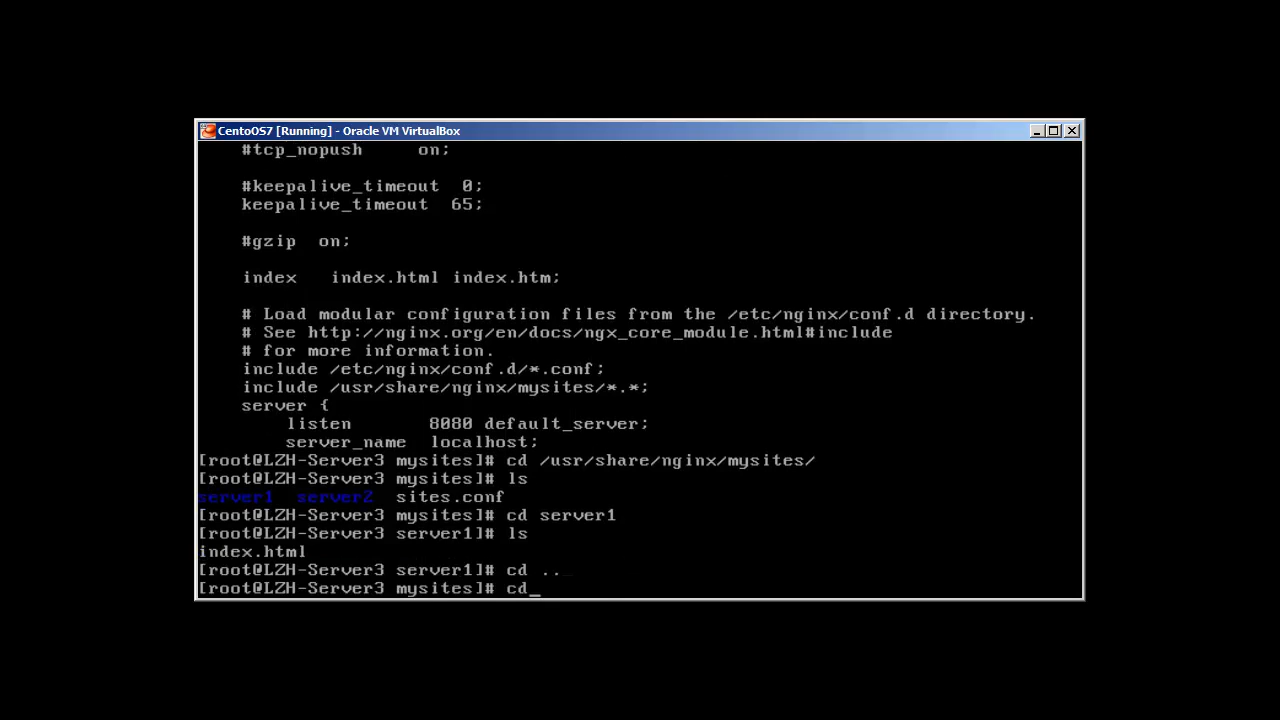 CentoOS7 [Running] - Oracle VM VirtualBox
#tcp_nopush     on;
#keepalive_timeout  0;
keepalive_timeout  65;
#gzip  on;
index   index.html index.htm;
# Load modular configuration files from the /etc/nginx/conf.d directory.
# See http://nginx.org/en/docs/ngx_core_module.html#include
# for more information.
include /etc/nginx/conf.d/*.conf;
include /usr/share/nginx/mysites/*.*;
server {
listen       8080 default_server;
server_name  localhost;
[root@LZH-Server3 mysites]# cd /usr/share/nginx/mysites/
[root@LZH-Server3 mysites]# ls
server1  server2  sites.conf
[root@LZH-Server3 mysites]# cd server1
[root@LZH-Server3 server1]# ls
index.html
[root@LZH-Server3 server1]# cd ..
[root@LZH-Server3 mysites]# cd_